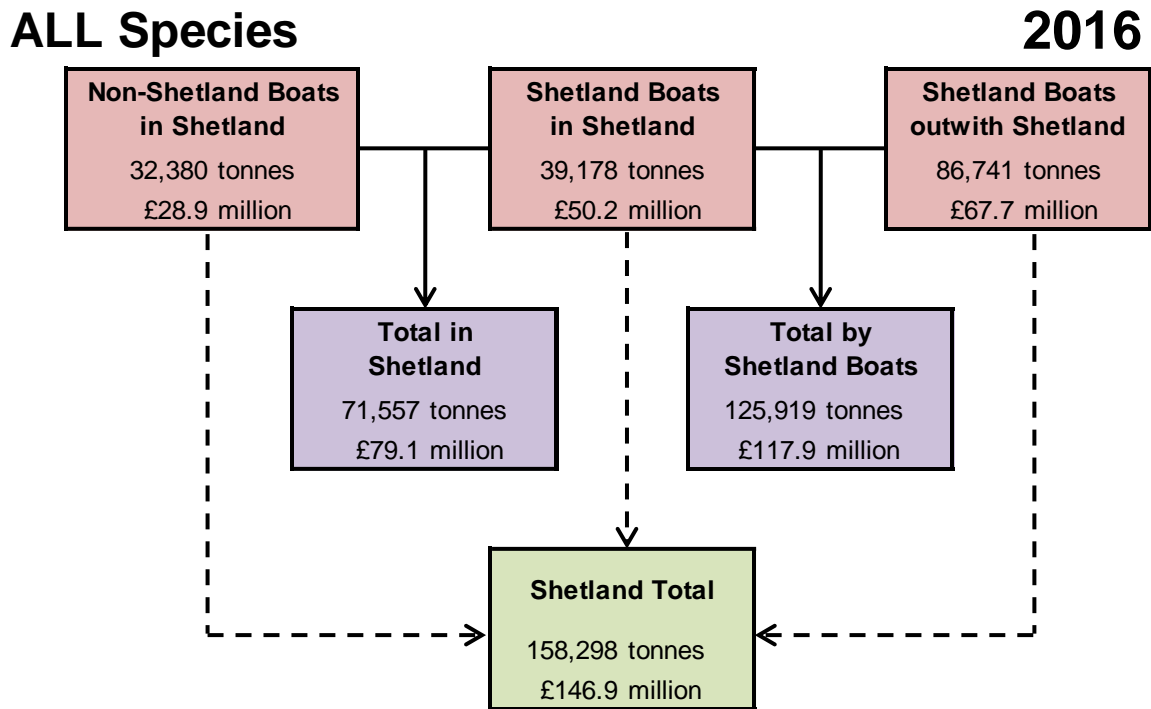 ALL Species
2016
Non-Shetland Boats
in Shetland
32,380 tonnes
£28.9 million
Shetland Boats
in Shetland
39,178 tonnes
£50.2 million
Shetland Boats
outwith Shetland
86,741 tonnes
£67.7 million
Total in
Shetland
71,557 tonnes
£79.1 million
Total by
Shetland Boats
125,919 tonnes
£117.9 million
Shetland Total
158,298 tonnes
£146.9 million